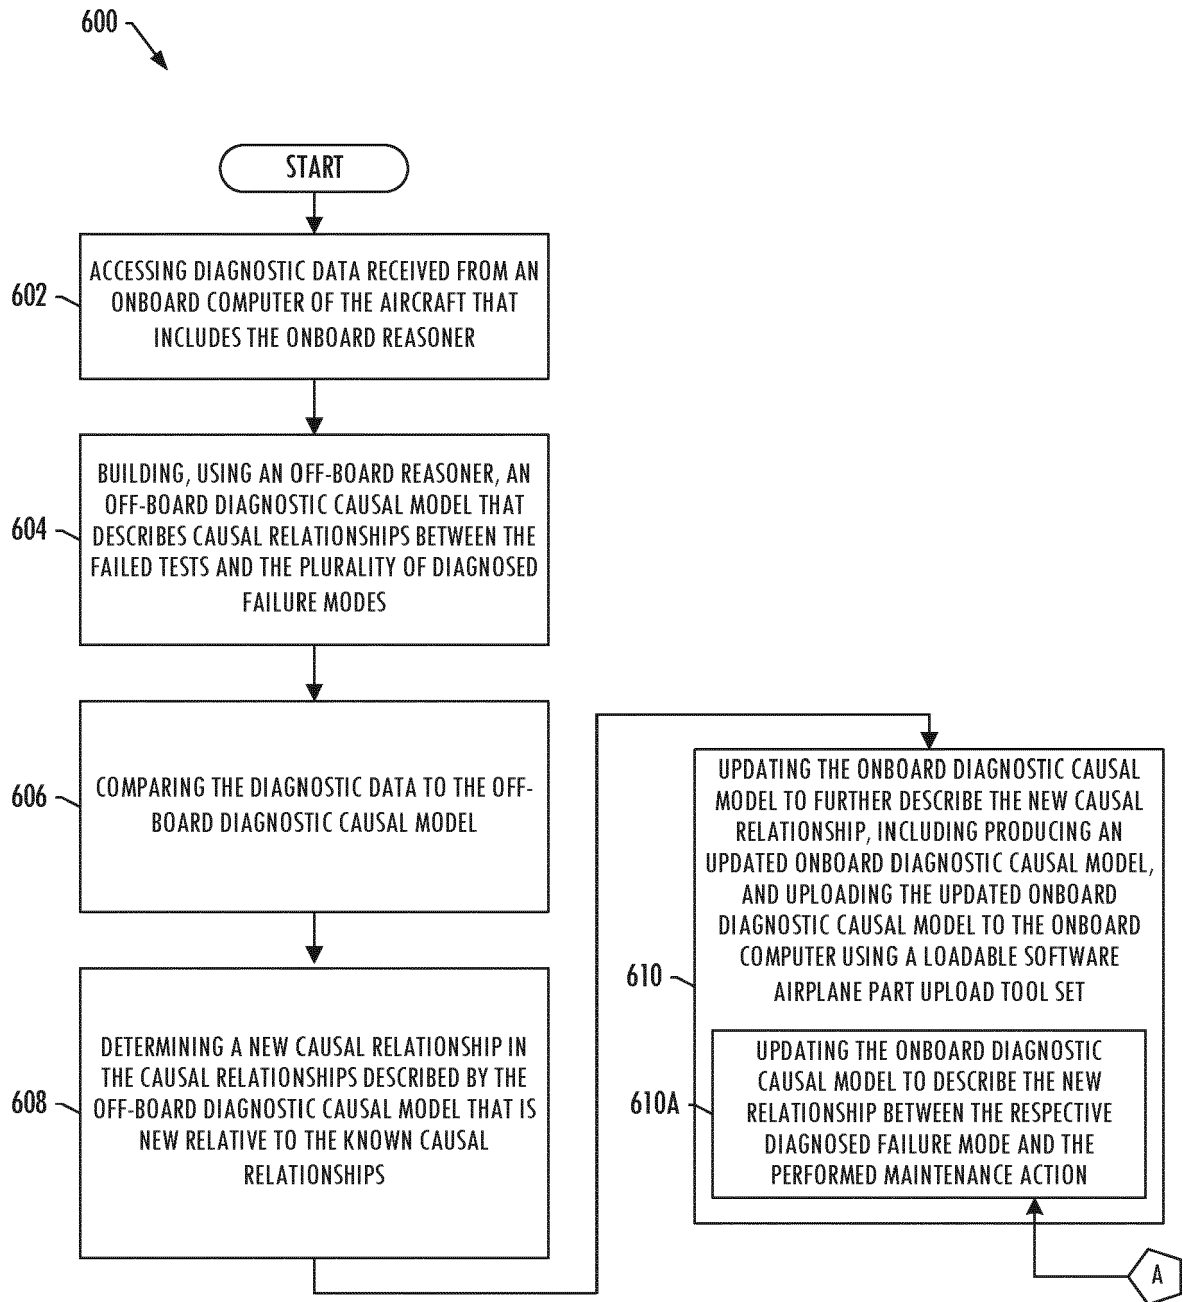 600
START
602
ACCESSING DIAGNOSTIC DATA RECEIVED FROM AN
ONBOARD COMPUTER OF THE AIRCRAFT THAT
INCLUDES THE ONBOARD REASONER
604
BUILDING, USING AN OFF-BOARD REASONER, AN
OFF-BOARD DIAGNOSTIC CAUSAL MODEL THAT
DESCRIBES CAUSAL RELATIONSHIPS BETWEEN THE
FAILED TESTS AND THE PLURALITY OF DIAGNOSED
FAILURE MODES
606
COMPARING THE DIAGNOSTIC DATA TO THE OFF-
BOARD DIAGNOSTIC CAUSAL MODEL
608
DETERMINING A NEW CAUSAL RELATIONSHIP IN
THE CAUSAL RELATIONSHIPS DESCRIBED BY THE
OFF-BOARD DIAGNOSTIC CAUSAL MODEL THAT IS
NEW RELATIVE TO THE KNOWN CAUSAL
RELATIONSHIPS
610
UPDATING THE ONBOARD DIAGNOSTIC CAUSAL
MODEL TO FURTHER DESCRIBE THE NEW CAUSAL
RELATIONSHIP, INCLUDING PRODUCING AN
UPDATED ONBOARD DIAGNOSTIC CAUSAL MODEL,
AND UPLOADING THE UPDATED ONBOARD
DIAGNOSTIC CAUSAL MODEL TO THE ONBOARD
COMPUTER USING A LOADABLE SOFTWARE
AIRPLANE PART UPLOAD TOOL SET
610A
UPDATING THE ONBOARD DIAGNOSTIC
CAUSAL MODEL TO DESCRIBE THE NEW
RELATIONSHIP BETWEEN THE RESPECTIVE
DIAGNOSED FAILURE MODE AND THE
PERFORMED MAINTENANCE ACTION
A